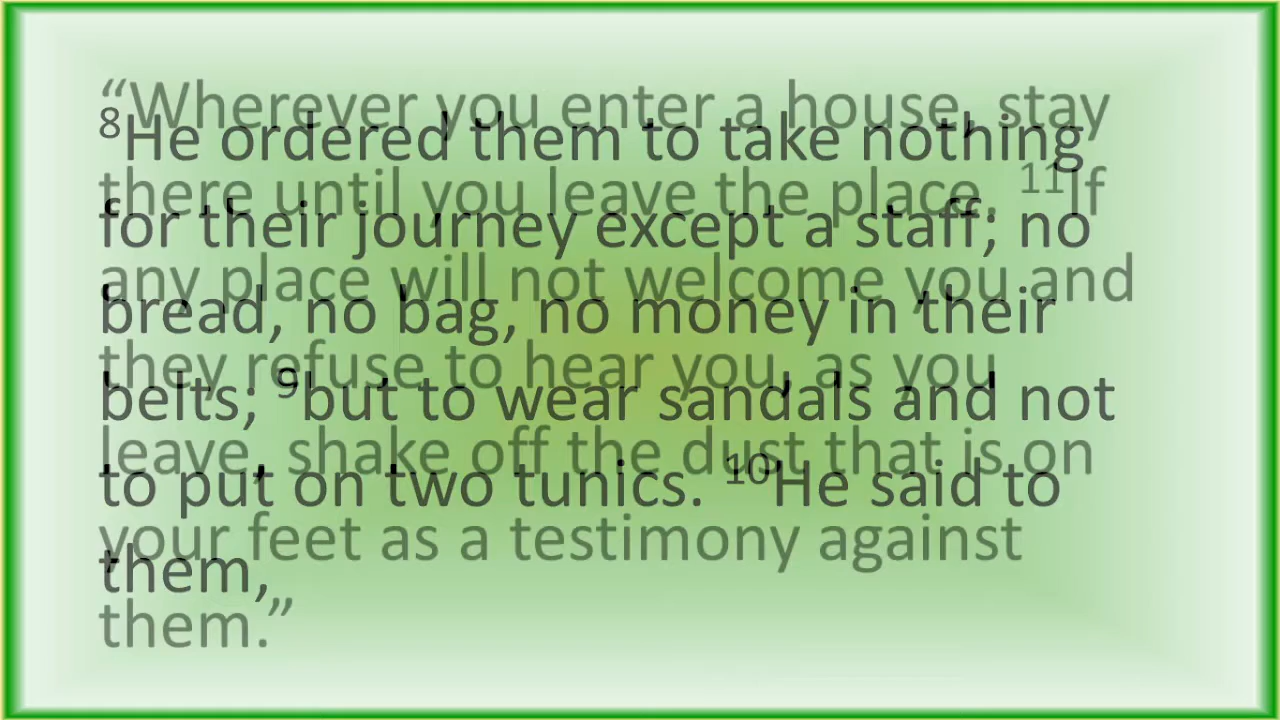 ⁸He ordered them to take nothing
for their journey except a staff; no
bread, no bag, no money in their
belts; ⁹but to wear sandals and not
to put on two tunics. ¹⁰He said to
them,
“Wherever you enter a house, stay
there until you leave the place. ¹¹If
any place will not welcome you and
they refuse to hear you, as you
leave, shake off the dust that is on
your feet as a testimony against
them.”